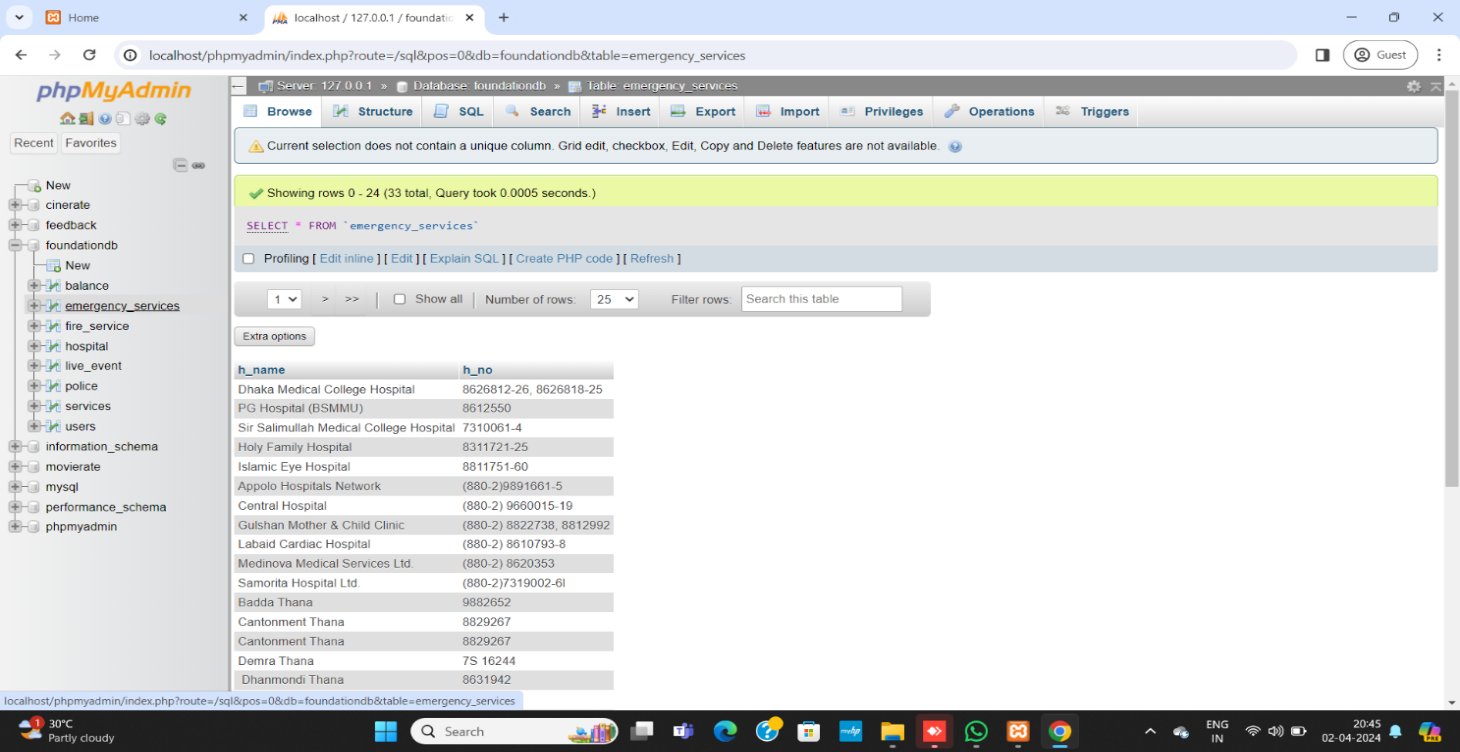 Home
localhost / 127.0.0.1 / foundatio
localhost/phpmyadmin/index.php?route=/sql&pos=0&db=foundationdb&table=emergency_services
Guest
phpMyAdmin
Recent Favorites
New
cinerate
feedback
foundationdb
New
balance
emergency_services
fire_service
hospital
live_event
police
services
users
information_schema
movierate
mysql
performance_schema
phpmyadmin
Server: 127.0.0.1 » Database: foundationdb » Table: emergency_services
Browse Structure SQL Search Insert Export Import Privileges Operations Triggers
Current selection does not contain a unique column. Grid edit, checkbox, Edit, Copy and Delete features are not available.
Showing rows 0 - 24 (33 total, Query took 0.0005 seconds.)
SELECT * FROM `emergency_services`
Profiling [ Edit inline ] [ Edit ] [ Explain SQL ] [ Create PHP code ] [ Refresh ]
1 > >> | Show all | Number of rows: 25 Filter rows: Search this table
Extra options
h_name h_no
Dhaka Medical College Hospital 8626812-26, 8626818-25
PG Hospital (BSMMU) 8612550
Sir Salimullah Medical College Hospital 7310061-4
Holy Family Hospital 8311721-25
Islamic Eye Hospital 8811751-60
Appolo Hospitals Network (880-2)9891661-5
Central Hospital (880-2) 9660015-19
Gulshan Mother & Child Clinic (880-2) 8822738, 8812992
Labaid Cardiac Hospital (880-2) 8610793-8
Medinova Medical Services Ltd. (880-2) 8620353
Samorita Hospital Ltd. (880-2)7319002-6l
Badda Thana 9882652
Cantonment Thana 8829267
Cantonment Thana 8829267
Demra Thana 7S 16244
Dhanmondi Thana 8631942
localhost/phpmyadmin/index.php?route=/sql&pos=0&db=foundationdb&table=emergency_services
1
30°C
Partly cloudy
Search
ENG
IN
20:45
02-04-2024